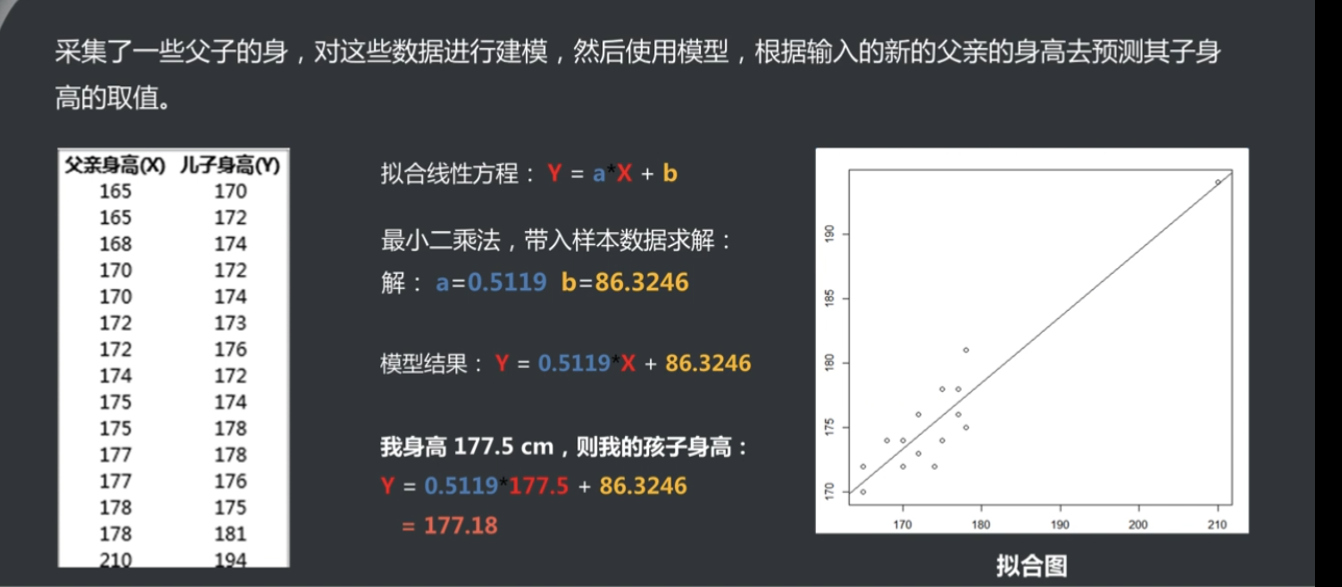 采集了一些父子的身，对这些数据进行建模，然后使用模型，根据输入的新的父亲的身高去预测其子身
高的取值。
父亲身高(X) 儿子身高(Y)
165 170
165 172
168 174
170 172
170 174
172 173
172 176
174 172
175 174
175 178
177 178
177 176
178 175
178 181
210 194
拟合线性方程：Y = a*X + b
最小二乘法，带入样本数据求解：
解：a=0.5119 b=86.3246
模型结果：Y = 0.5119*X + 86.3246
我身高 177.5 cm，则我的孩子身高：
Y = 0.5119*177.5 + 86.3246
= 177.18
190
185
180
175
170
170 180 190 200 210
拟合图